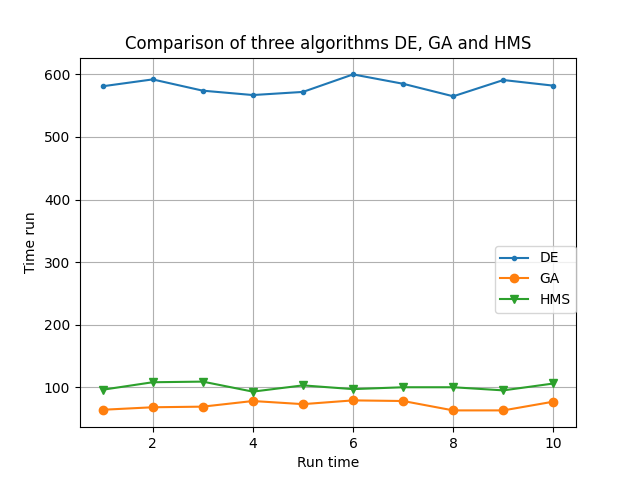 Comparison of three algorithms DE, GA and HMS
600
500
400
300
200
100
Time run
DE
GA
HMS
2
4
6
8
10
Run time